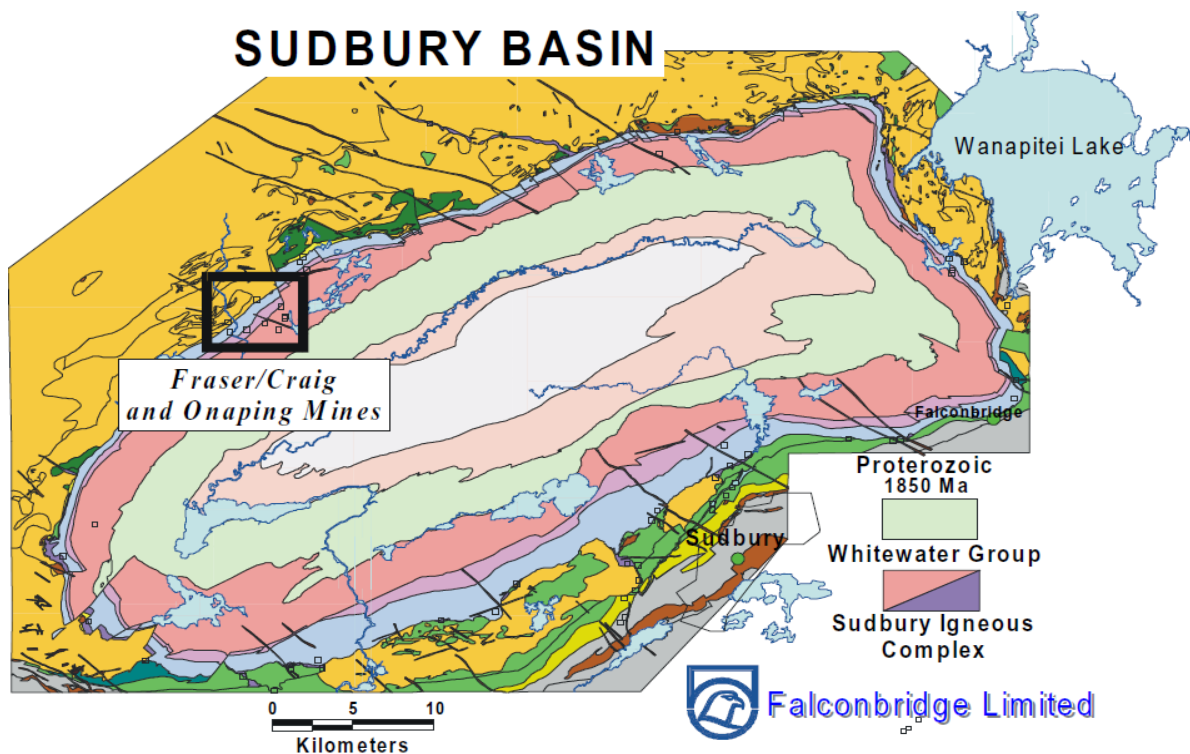 SUDBURY BASIN
Wanapitei Lake
Fraser/Craig
and Onaping Mines
Falconbridge
Proterozoic
1850 Ma
Sudbury
Whitewater Group
Sudbury Igneous
Complex
0 5 10
Kilometers
Falconbridge Limited